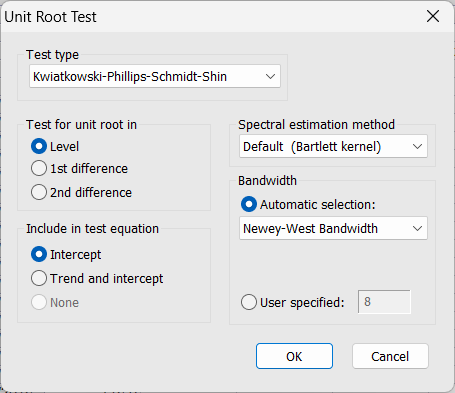 Unit Root Test
Test type
Kwiatkowski-Phillips-Schmidt-Shin
Test for unit root in
Level
1st difference
2nd difference
Include in test equation
Intercept
Trend and intercept
None
Spectral estimation method
Default (Bartlett kernel)
Bandwidth
Automatic selection:
Newey-West Bandwidth
User specified: 8
OK
Cancel